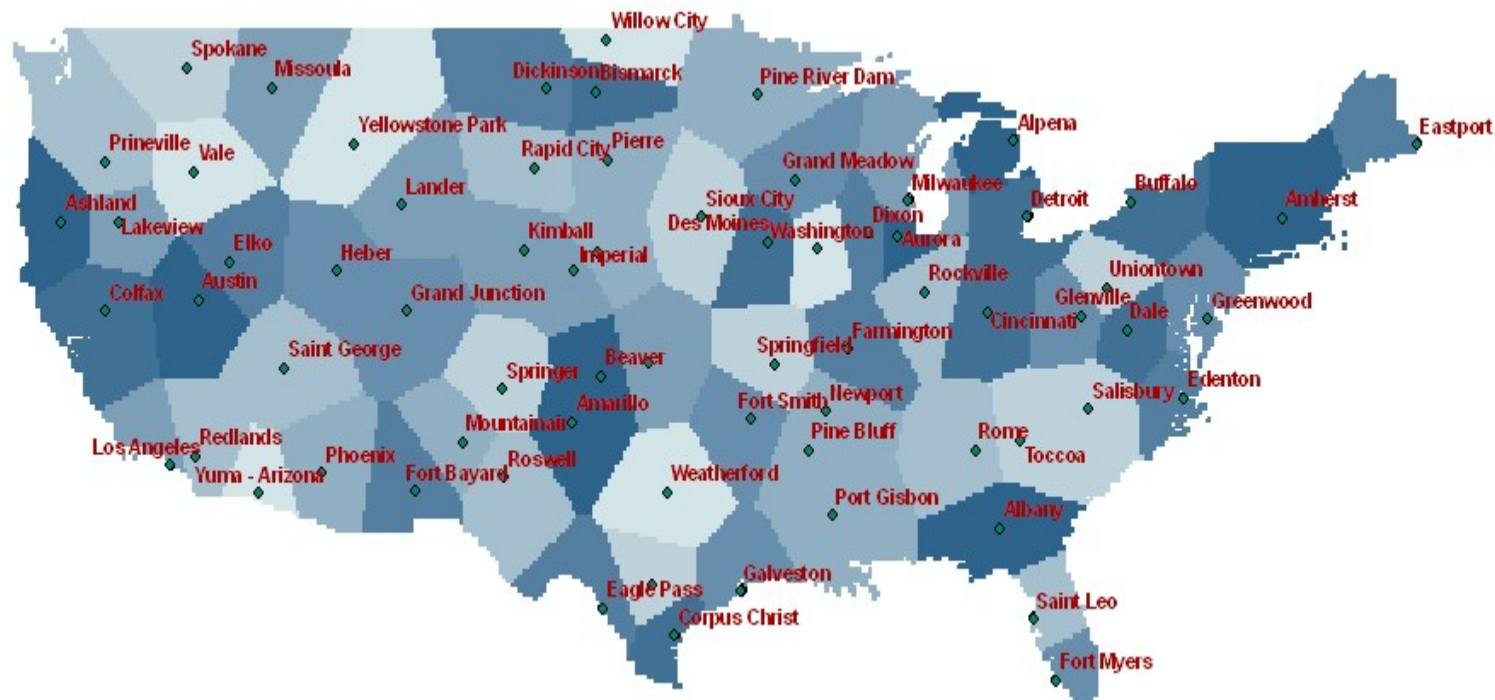 Willow City
Spokane
Missoula
Dickinson
Bismarck
Pine River Dam
Alpena
Eastport
Yellowstone Park
Prineville
Vale
Rapid City
Pierre
Grand Meadow
Lander
Milwaukee
Buffalo
Ashland
Lakeview
Sioux City
Detroit
Amherst
Des Moines
Dixon
Elko
Heber
Kimball
Imperial
Washington
Aurora
Colfax
Austin
Grand Junction
Rockville
Uniontown
Glenville
Greenwood
Cincinnati
Dale
Saint George
Springer
Beaver
Springfield
Farmington
Edenton
Salisbury
Amarillo
Fort Smith
Newport
Mountainair
Los Angeles
Redlands
Pine Bluff
Rome
Toccoa
Yuma - Arizona
Phoenix
Fort Bayard
Roswell
Weatherford
Port Gisbon
Albany
Eagle Pass
Galveston
Saint Leo
Corpus Christ
Fort Myers